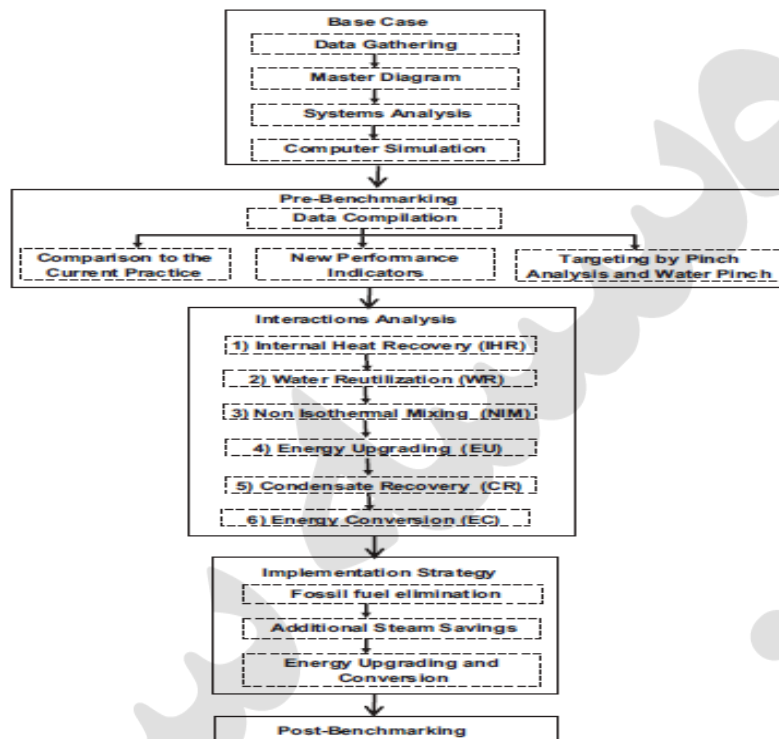 Base Case
Data Gathering
Master Diagram
Systems Analysis
Computer Simulation
Pre-Benchmarking
Data Compilation
Comparison to the
Current Practice
New Performance
Indicators
Targeting by Pinch
Analysis and Water Pinch
Interactions Analysis
1) Internal Heat Recovery (IHR)
2) Water Reutilization (WR)
3) Non Isothermal Mixing (NIM)
4) Energy Upgrading (EU)
5) Condensate Recovery (CR)
6) Energy Conversion (EC)
Implementation Strategy
Fossil fuel elimination
Additional Steam Savings
Energy Upgrading and
Conversion
Post-Benchmarking